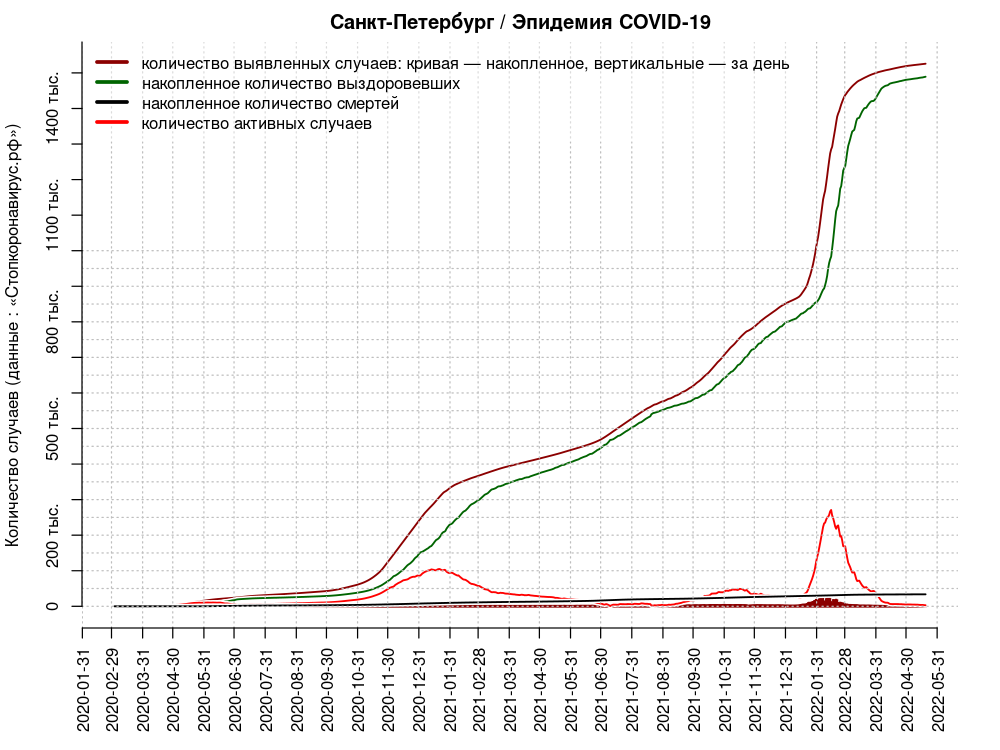 Санкт-Петербург / Эпидемия COVID-19
количество выявленных случаев: кривая — накопленное, вертикальные — за день
накопленное количество выздоровевших
накопленное количество смертей
количество активных случаев
Количество случаев (данные : «Стопкоронавирус.рф»)
1400 тыс.
1100 тыс.
800 тыс.
500 тыс.
200 тыс.
0
2020-01-31
2020-02-29
2020-03-31
2020-04-30
2020-05-31
2020-06-30
2020-07-31
2020-08-31
2020-09-30
2020-10-31
2020-11-30
2020-12-31
2021-01-31
2021-02-28
2021-03-31
2021-04-30
2021-05-31
2021-06-30
2021-07-31
2021-08-31
2021-09-30
2021-10-31
2021-11-30
2021-12-31
2022-01-31
2022-02-28
2022-03-31
2022-04-30
2022-05-31